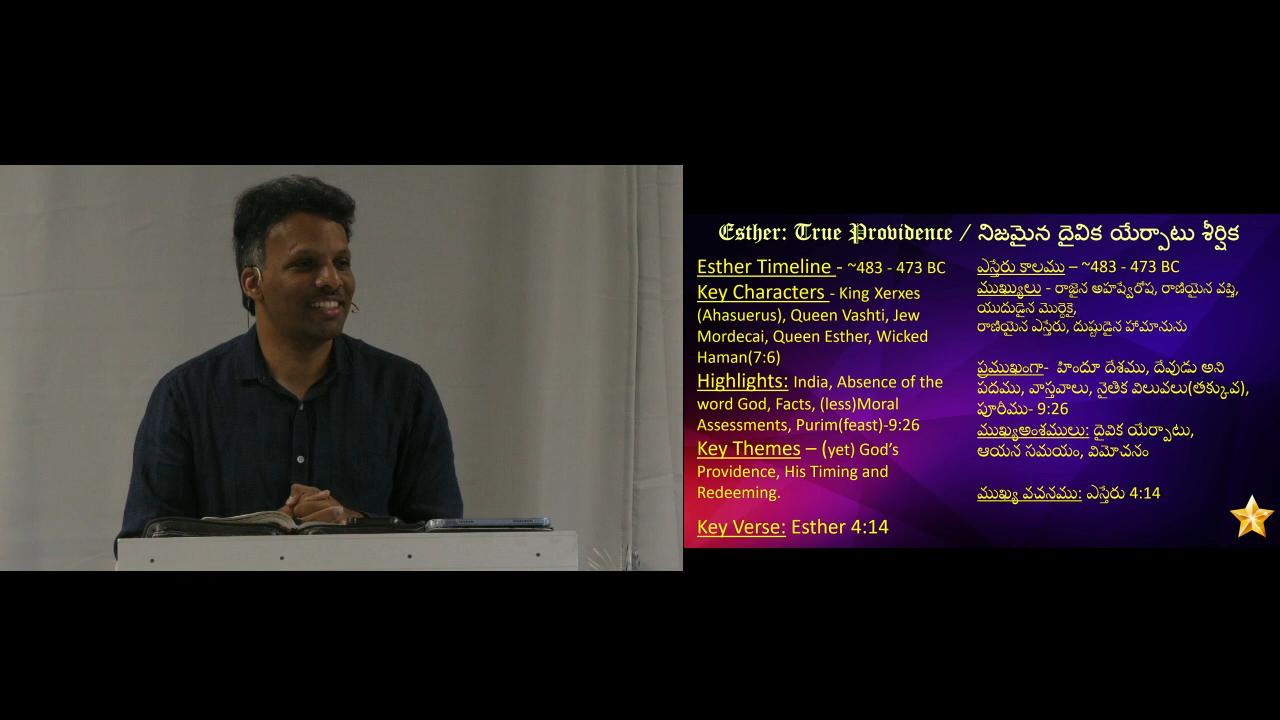 Esther: True Providence / నిజమైన దైవిక యేర్పాటు శీర్షిక
Esther Timeline - ~483 - 473 BC
Key Characters - King Xerxes
(Ahasuerus), Queen Vashti, Jew
Mordecai, Queen Esther, Wicked
Haman(7:6)
Highlights: India, Absence of the
word God, Facts, (less)Moral
Assessments, Purim(feast)-9:26
Key Themes – (yet) God's
Providence, His Timing and
Redeeming.
Key Verse: Esther 4:14
ఎస్తేరు కాలము – ~483 - 473 BC
ముఖ్యులు - రాజైన అహష్వేరోష, రాణియైన వష్తి,
యుదుడైన మొర్దెకై,
రాణియైన ఎస్తేరు, దుష్టుడైన హామానును
ప్రముఖంగా- హిందూ దేశము, దేవుడు అని
పదము, వాస్తవాలు, నైతిక విలువలు(తక్కువ),
పూరీము- 9:26
ముఖ్యఅంశములు: దైవిక యేర్పాటు,
ఆయన సమయం, విమోచనం
ముఖ్య వచనము: ఎస్తేరు 4:14